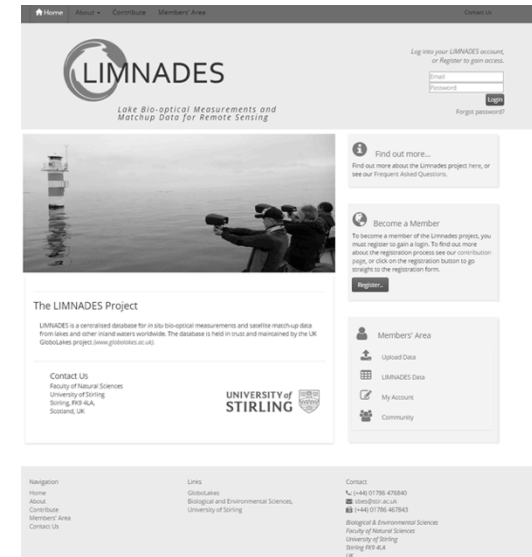 Home About Contribute Members' Area Contact Us
Log into your LIMNADES account,
or Register to gain access.
Email
Password
Login
Forgot password?
LIMNADES
Lake Bio-optical Measurements and
Matchup Data for Remote Sensing
Find out more...
Find out more about the Limnades project here, or
see our Frequent Asked Questions.
Become a Member
To become a member of the Limnades project, you
must register to gain a login. To find out more
about the registration process see our contribution
page, or click on the registration button to go
straight to the registration form.
Register..
The LIMNADES Project
LIMNADES is a centralised database for in situ bio-optical measurements and satellite match-up data
from lakes and other inland waters worldwide. The database is held in trust and maintained by the UK
GloboLakes project (www.globolakes.ac.uk).
Contact Us
Faculty of Natural Sciences
University of Stirling
Stirling, FK9 4LA,
Scotland, UK
UNIVERSITY of
STIRLING
Members' Area
Upload Data
LIMNADES Data
My Account
Community
Navigation
Home
About
Contribute
Members' Area
Contact Us
Links
GloboLakes
Biological and Environmental Sciences,
University of Stirling
Contact
(+44) 01786 476840
sbes@stir.ac.uk
(+44) 01786 467843
Biological & Environmental Sciences
Faculty of Natural Sciences
University of Stirling
Stirling FK9 4LA
UK